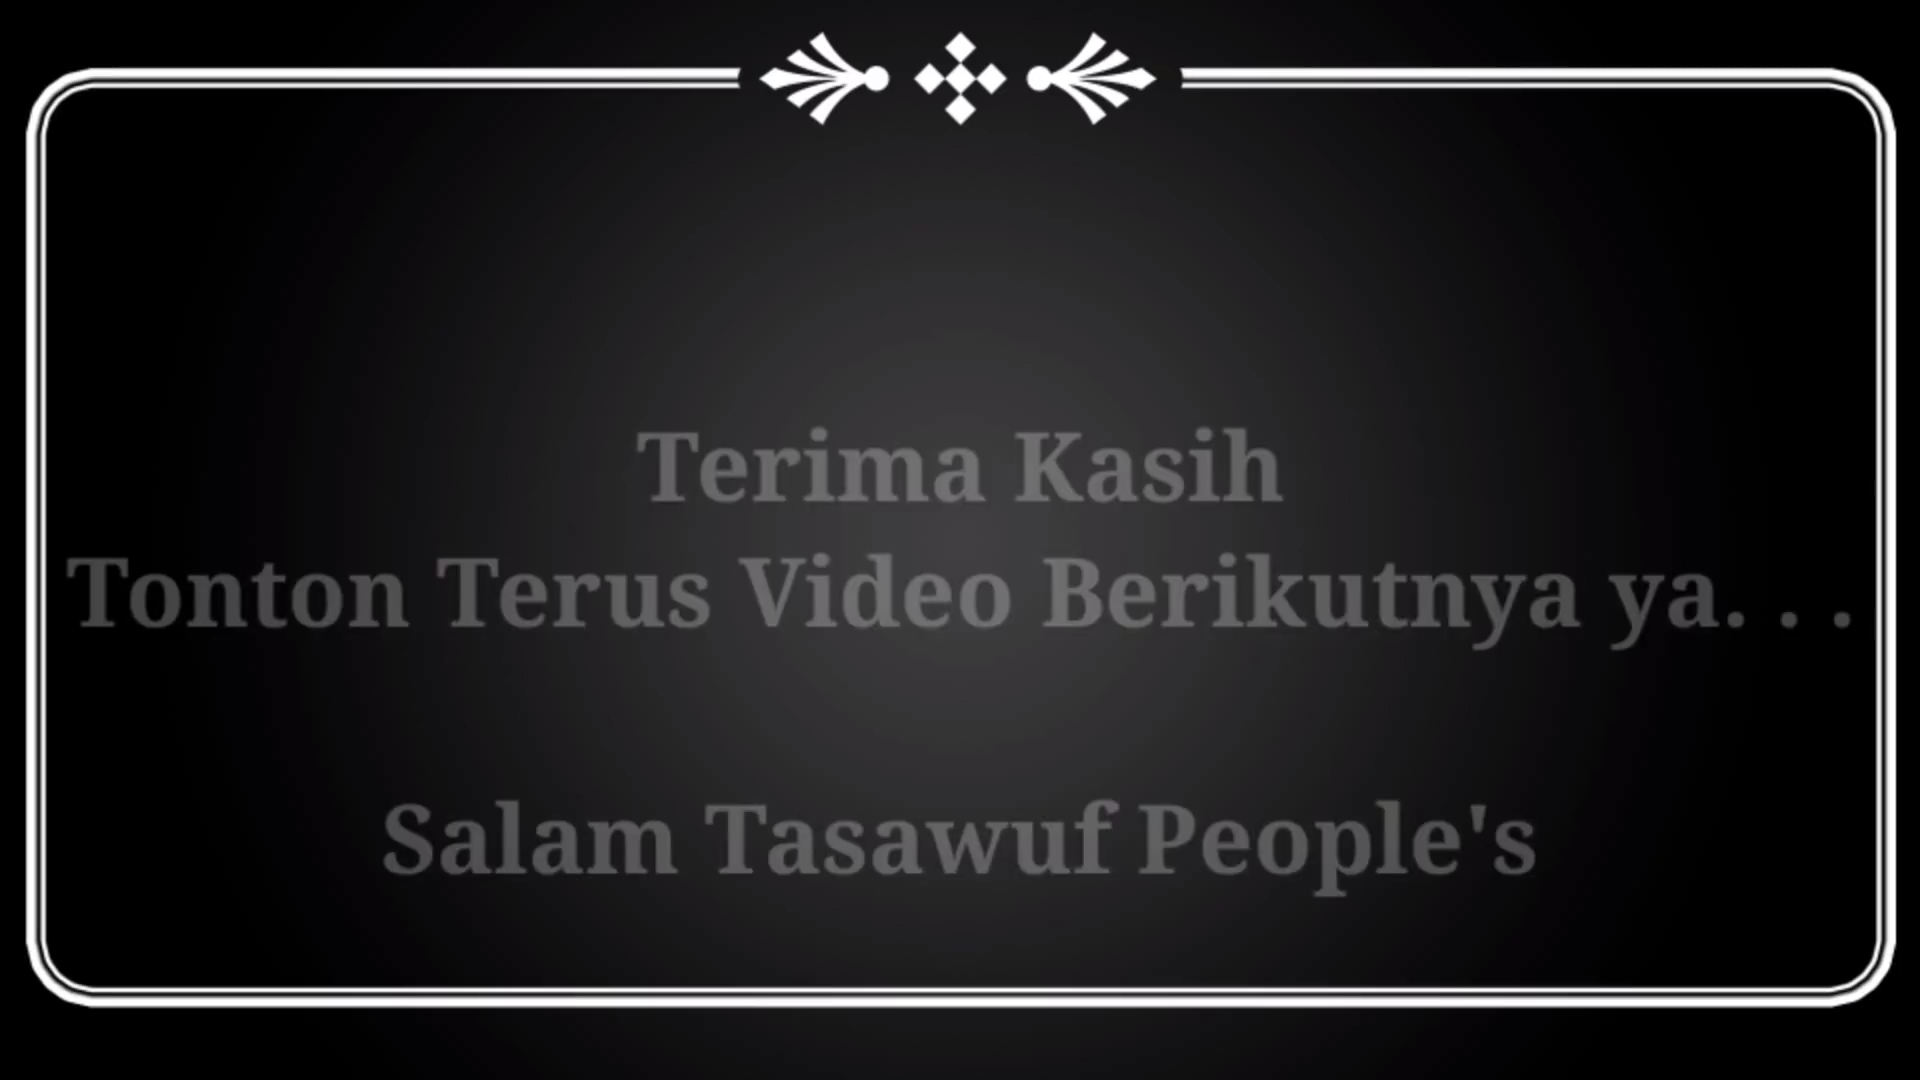 Terima Kasih
Tonton Terus Video Berikutnya ya. . .
Salam Tasawuf People's